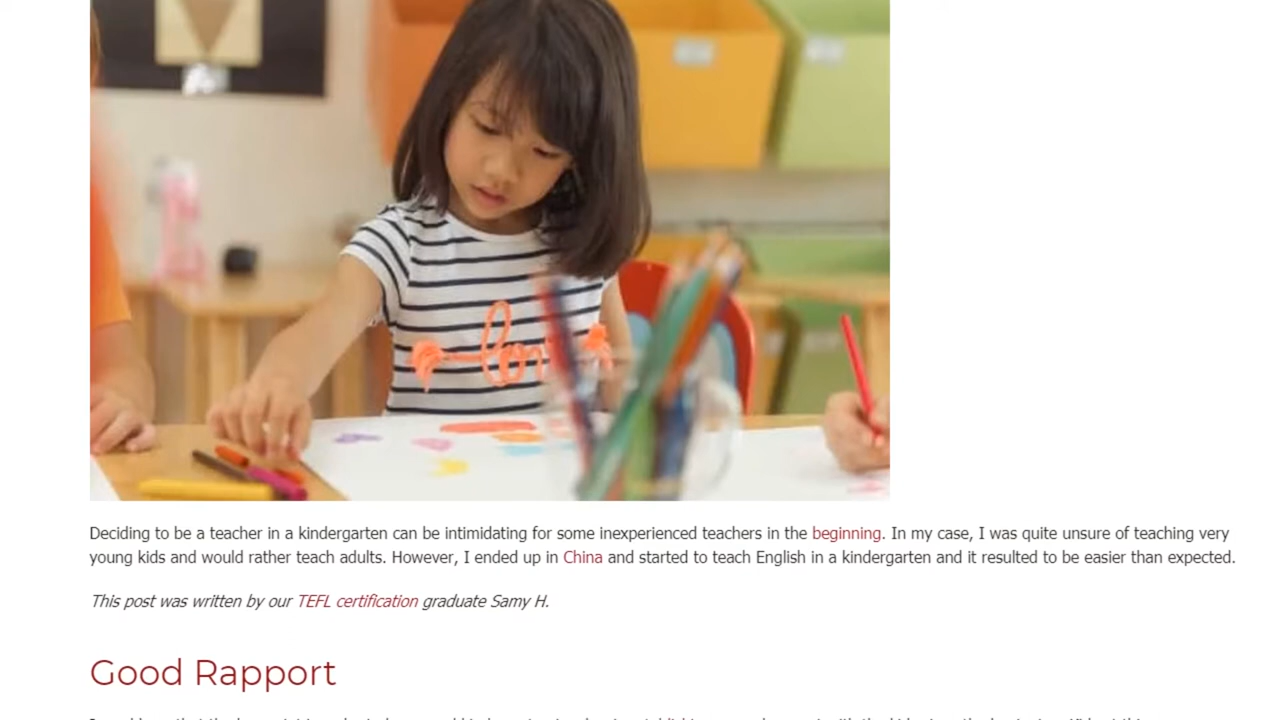 Deciding to be a teacher in a kindergarten can be intimidating for some inexperienced teachers in the beginning. In my case, I was quite unsure of teaching very
young kids and would rather teach adults. However, I ended up in China and started to teach English in a kindergarten and it resulted to be easier than expected.
This post was written by our TEFL certification graduate Samy H.
Good Rapport